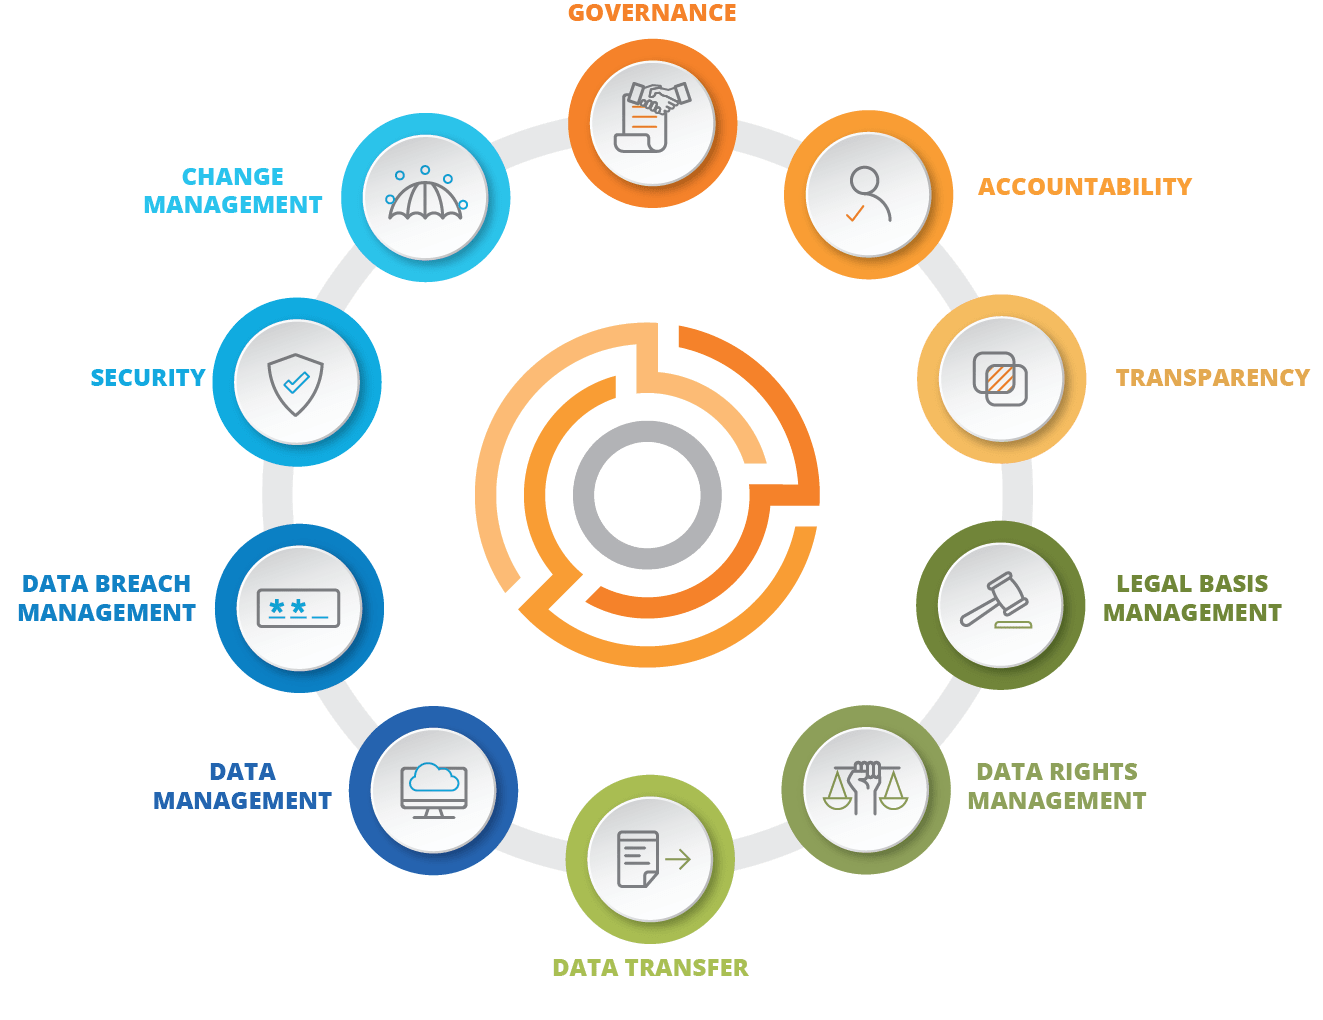 GOVERNANCE
ACCOUNTABILITY
TRANSPARENCY
LEGAL BASIS
MANAGEMENT
DATA RIGHTS
MANAGEMENT
DATA TRANSFER
DATA
MANAGEMENT
DATA BREACH
MANAGEMENT
SECURITY
CHANGE
MANAGEMENT